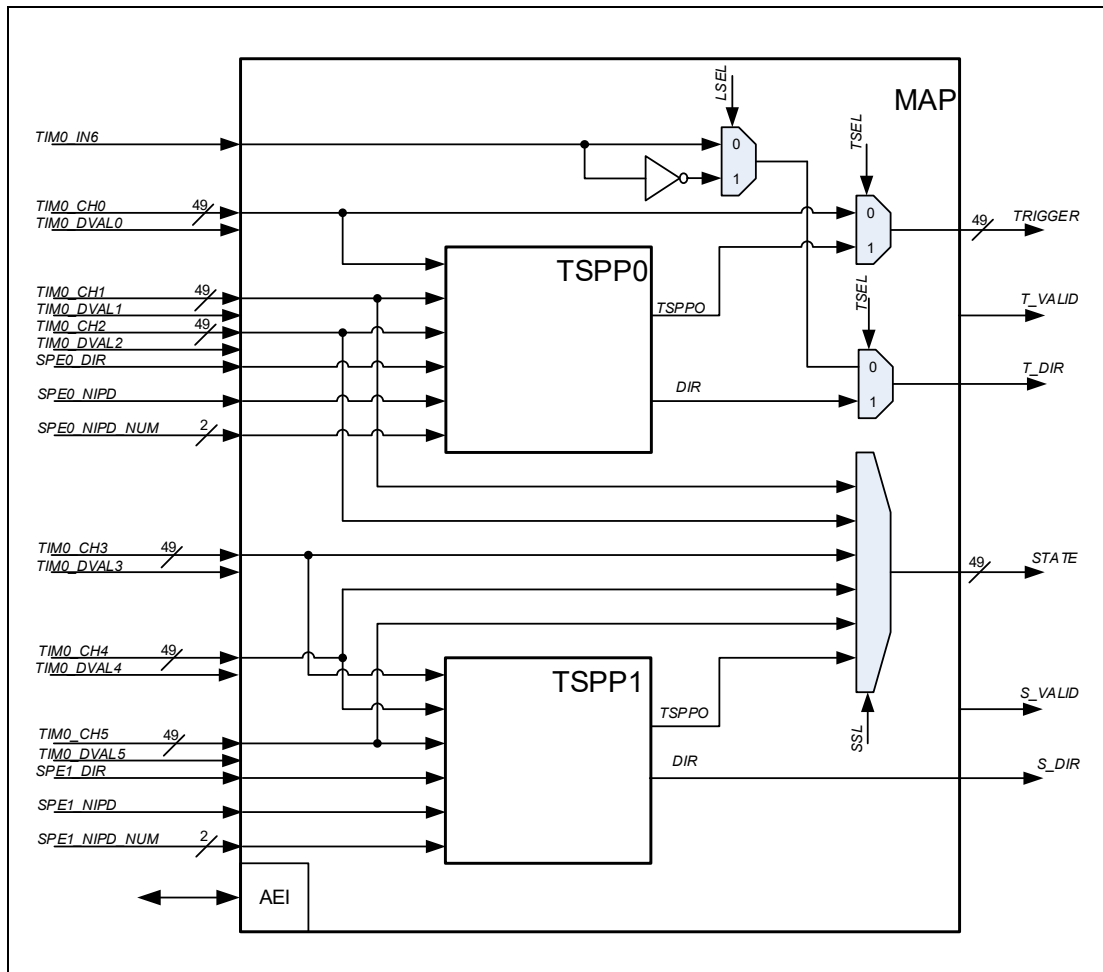 MAP
LSEL
TSEL
TIM0_IN6
0
1
TIM0_CH0
49
TIM0_DVAL0
0
1
49
TRIGGER
TSPP0
TIM0_CH1
49
TIM0_DVAL1
TIM0_CH2
49
TIM0_DVAL2
SPE0_DIR
TSPPO
TSEL
T_VALID
SPE0_NIPD
DIR
0
1
T_DIR
SPE0_NIPD_NUM
2
TIM0_CH3
49
TIM0_DVAL3
49
STATE
TIM0_CH4
49
TIM0_DVAL4
TSPP1
TSPPO
S_VALID
SSL
TIM0_CH5
49
TIM0_DVAL5
SPE1_DIR
DIR
S_DIR
SPE1_NIPD
SPE1_NIPD_NUM
2
AEI